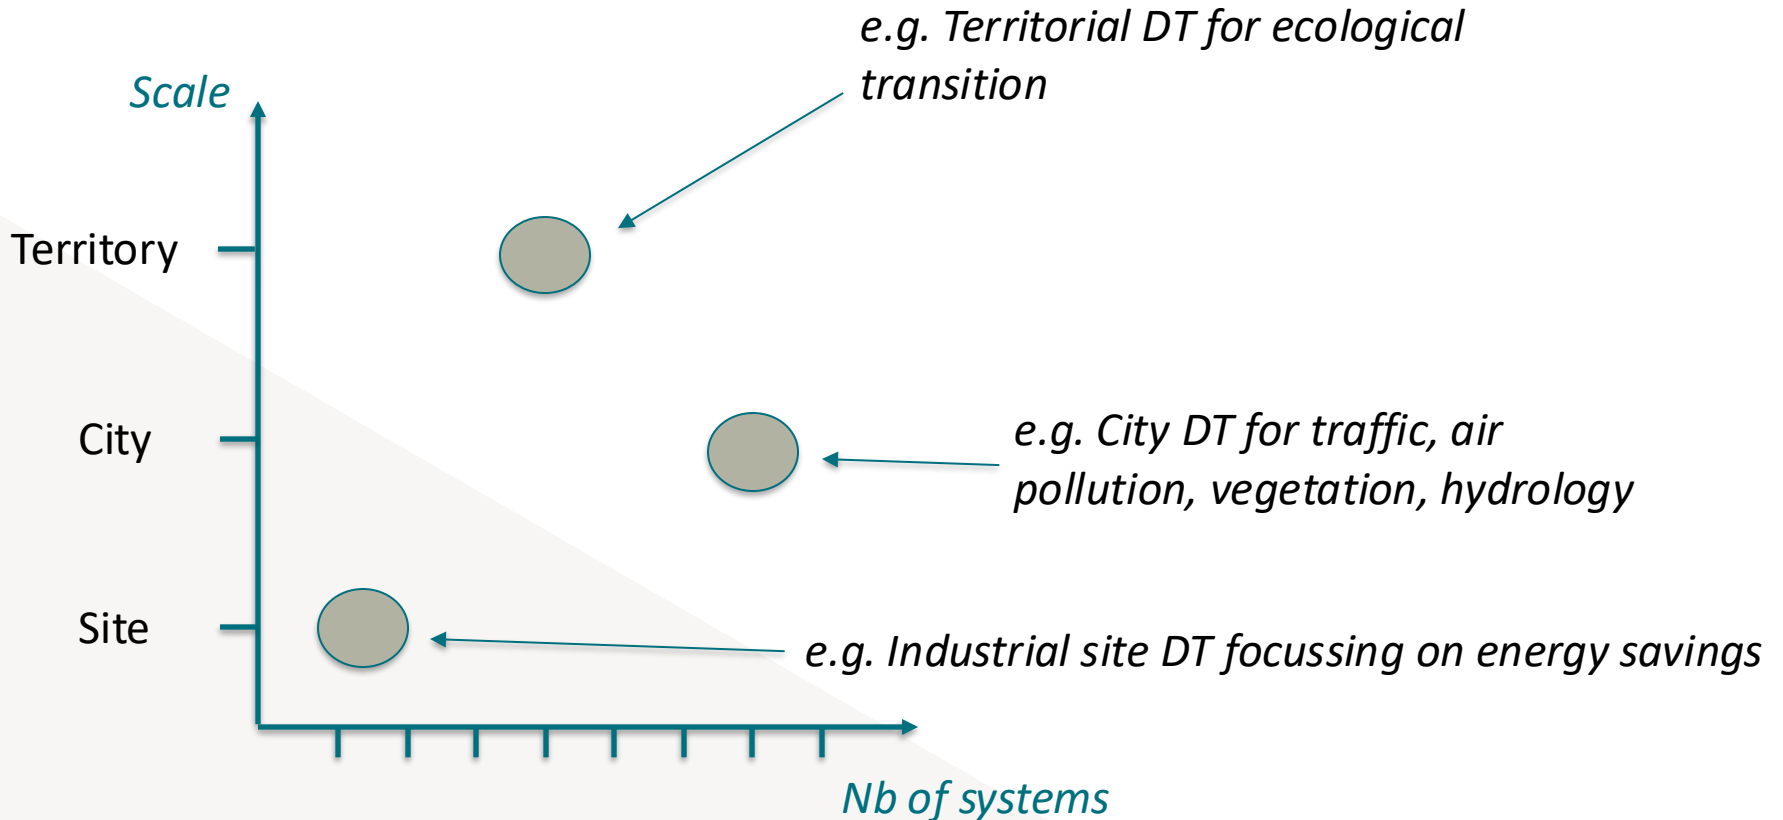 e.g. Territorial DT for ecological
transition
Scale
Territory
City
e.g. City DT for traffic, air
pollution, vegetation, hydrology
Site
e.g. Industrial site DT focussing on energy savings
Nb of systems